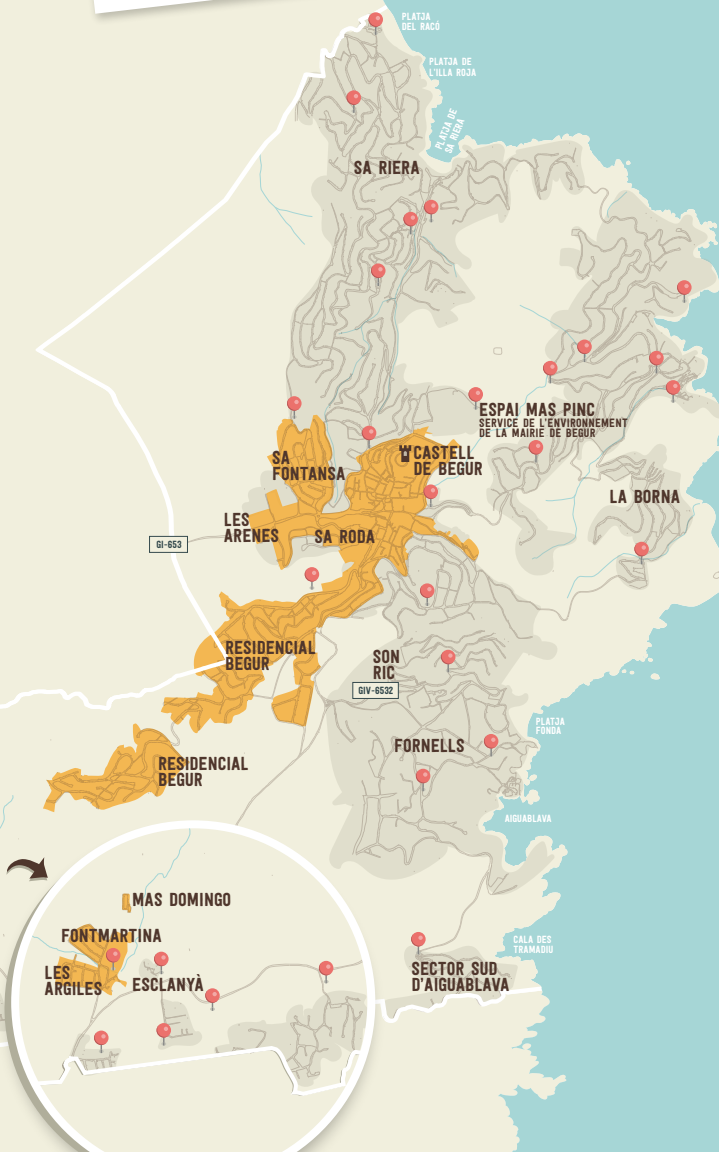 PLATJA
DEL RACÓ
PLATJA DE
L'ILLA ROJA
PLATJA DE
SA RIERA
SA RIERA
ESPAI MAS PINC
SERVICE DE L'ENVIRONNEMENT
DE LA MAIRIE DE BEGUR
CASTELL
DE BEGUR
SA
FONTANSA
LA BORNA
LES
ARENES
SA RODA
GI-653
RESIDENCIAL
BEGUR
SON
RIC
GIV-6532
PLATJA
FONDA
FORNELLS
RESIDENCIAL
BEGUR
AIGUABLAVA
MAS DOMINGO
FONTMARTINA
LES
ARGILES
ESCLANYÀ
CALA DES
TRAMADIU
SECTOR SUD
D'AIGUABLAVA